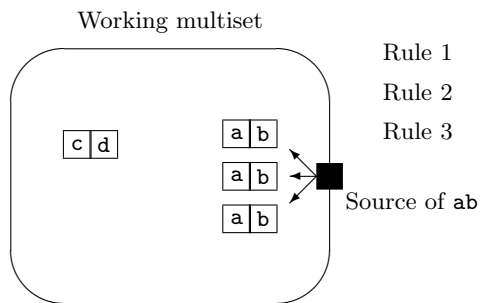 Working multiset
Rule 1
Rule 2
Rule 3
c d
a b
a b
a b
Source of ab